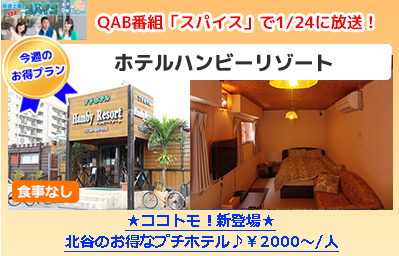 QAB番組「スパイス」で1/24に放送！
今週の
お得プラン
ホテルハンビーリゾート
プチホテル
Hamby Resort
食事なし
★ココトモ！新登場★
北谷のお得なプチホテル♪￥2000～/人